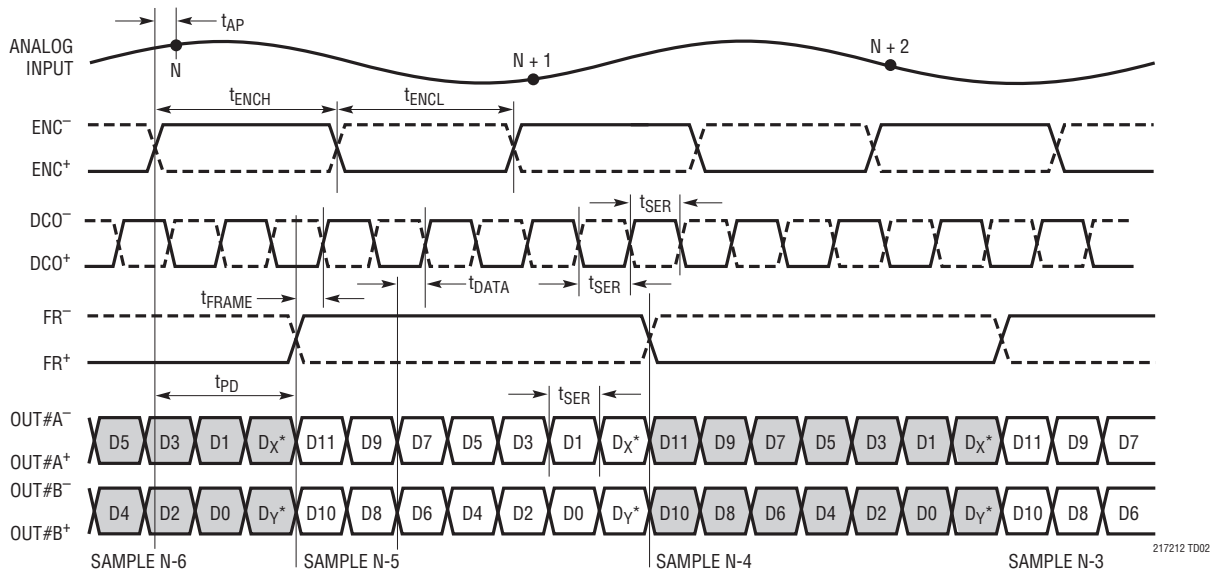 tAP
ANALOG
INPUT
N
N + 1
N + 2
tENCH
tENCL
ENC–
ENC+
DCO–
tSER
DCO+
tFRAME
tDATA
tSER
FR–
FR+
tPD
tSER
OUT#A–
D5 D3 D1 DX* D11 D9 D7 D5 D3 D1 DX* D11 D9 D7 D5 D3 D1 DX* D11 D9 D7
OUT#A+
OUT#B–
D4 D2 D0 DY* D10 D8 D6 D4 D2 D0 DY* D10 D8 D6 D4 D2 D0 DY* D10 D8 D6
OUT#B+
SAMPLE N-6 SAMPLE N-5 SAMPLE N-4 SAMPLE N-3
217212 TD02